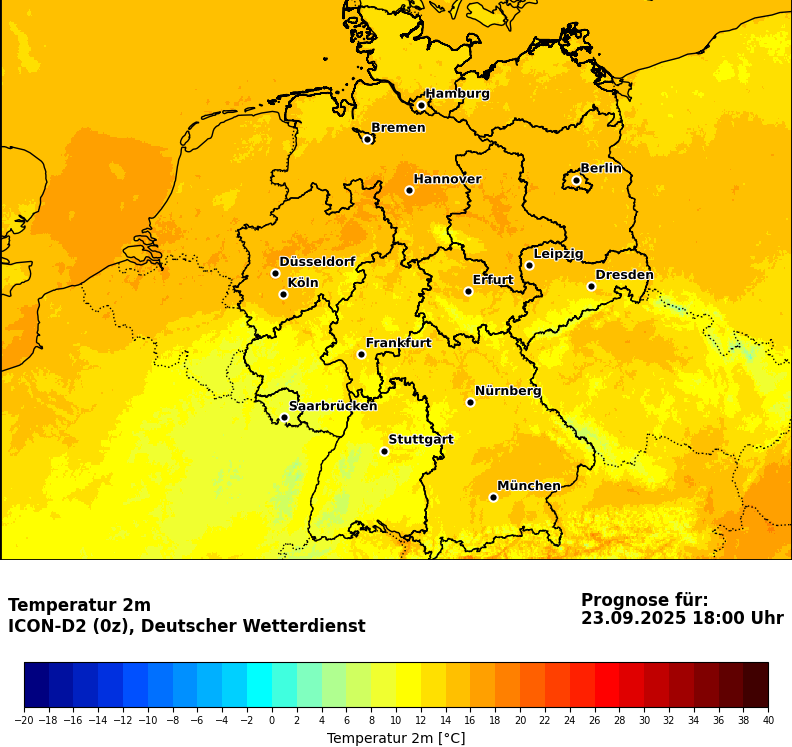 Hamburg
Bremen
Berlin
Hannover
Leipzig
Düsseldorf
Dresden
Köln
Erfurt
Frankfurt
Nürnberg
Saarbrücken
Stuttgart
München
Temperatur 2m
ICON-D2 (0z), Deutscher Wetterdienst
Prognose für:
23.09.2025 18:00 Uhr
−20 −18 −16 −14 −12 −10 −8 −6 −4 −2 0 2 4 6 8 10 12 14 16 18 20 22 24 26 28 30 32 34 36 38 40
Temperatur 2m [°C]